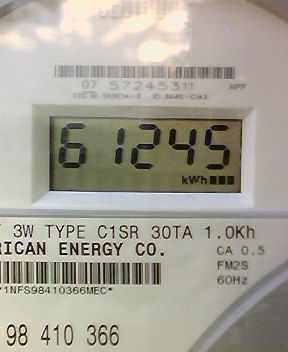 07 57245311
61245
kWh
3W TYPE C1SR 30TA 1.0Kh
RICAN ENERGY CO.
CA 0.5
FM2S
60Hz
*1NFS98410366MEC*
98 410 366